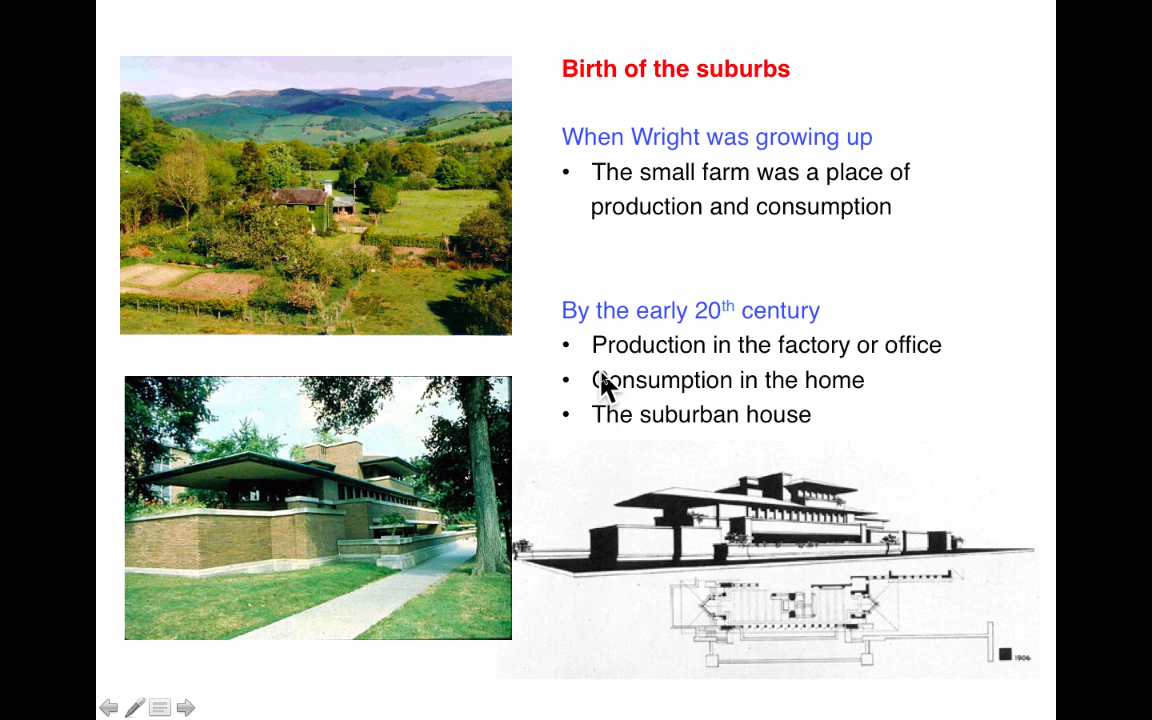 Birth of the suburbs
When Wright was growing up
• The small farm was a place of
production and consumption
By the early 20th century
• Production in the factory or office
• Consumption in the home
• The suburban house
1906